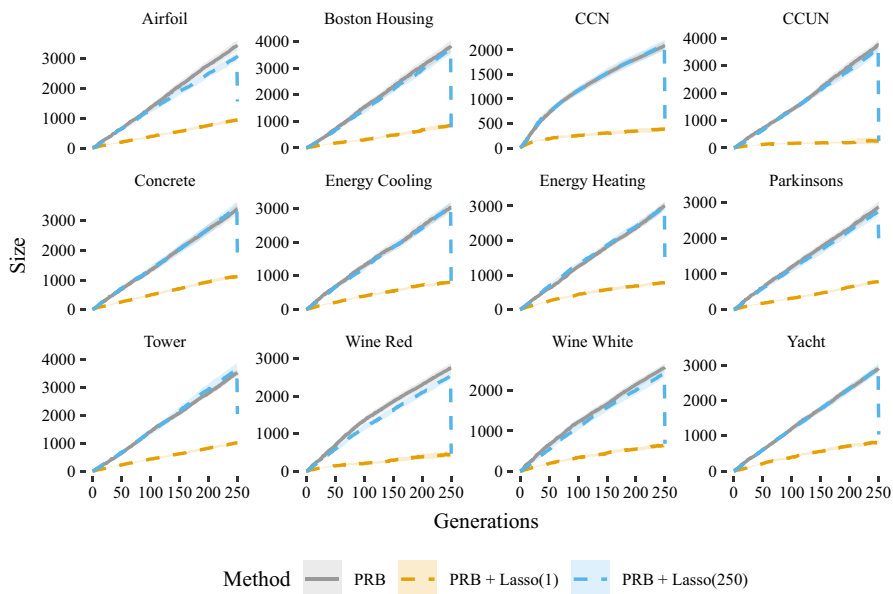 Airfoil Boston Housing CCN CCUN
3000 2000 1000 0
4000 3000 2000 1000 0
2000 1500 1000 500 0
4000 3000 2000 1000 0
Concrete Energy Cooling Energy Heating Parkinsons
3000 2000 1000 0
3000 2000 1000 0
3000 2000 1000 0
3000 2000 1000 0
Size
Tower Wine Red Wine White Yacht
4000 3000 2000 1000 0
3000 2000 1000 0
2000 1000 0
3000 2000 1000 0
0 50 100 150 200 250 0 50 100 150 200 250 0 50 100 150 200 250 0 50 100 150 200 250
Generations
Method PRB PRB + Lasso(1) PRB + Lasso(250)